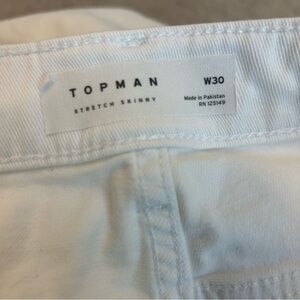 TOPMAN
STRETCH SKINNY
W30
Made in Pakistan
RN 125149